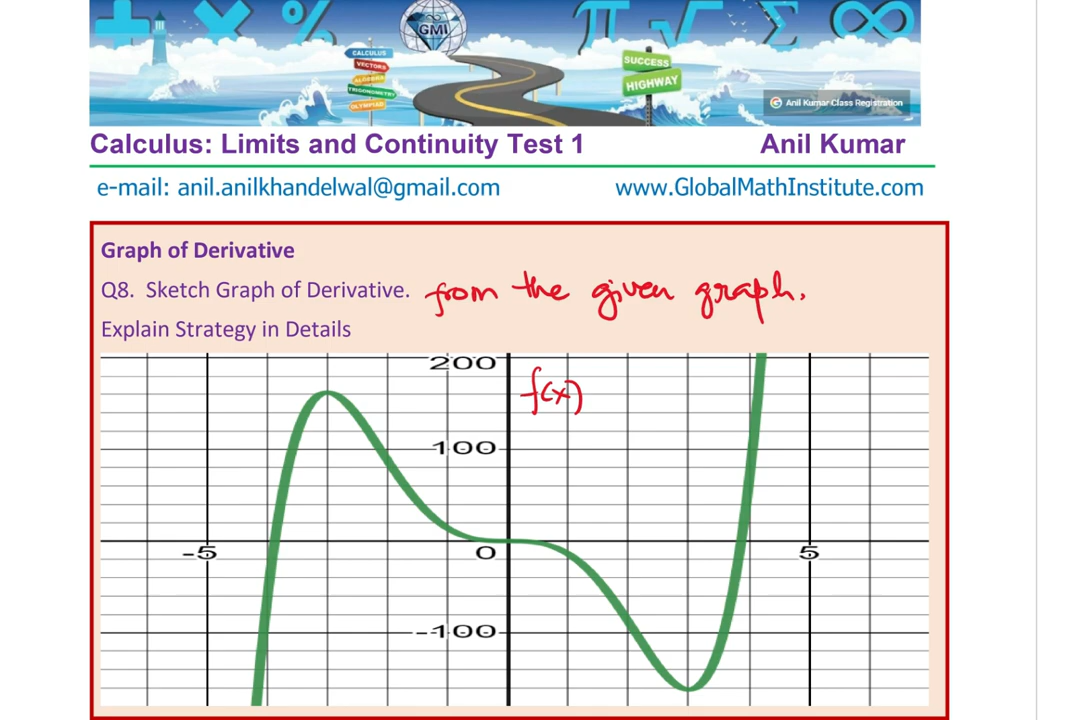 GMI
CALCULUS
VECTORS
ALGEBRA
TRIGONOMETRY
OLYMPIAD
SUCCESS
HIGHWAY
Anil Kumar Class Registration
Calculus: Limits and Continuity Test 1 Anil Kumar
e-mail: anil.anilkhandelwal@gmail.com www.GlobalMathInstitute.com
Graph of Derivative
Q8. Sketch Graph of Derivative. from the given graph.
Explain Strategy in Details
200
f(x)
100
-5 0 5
-100